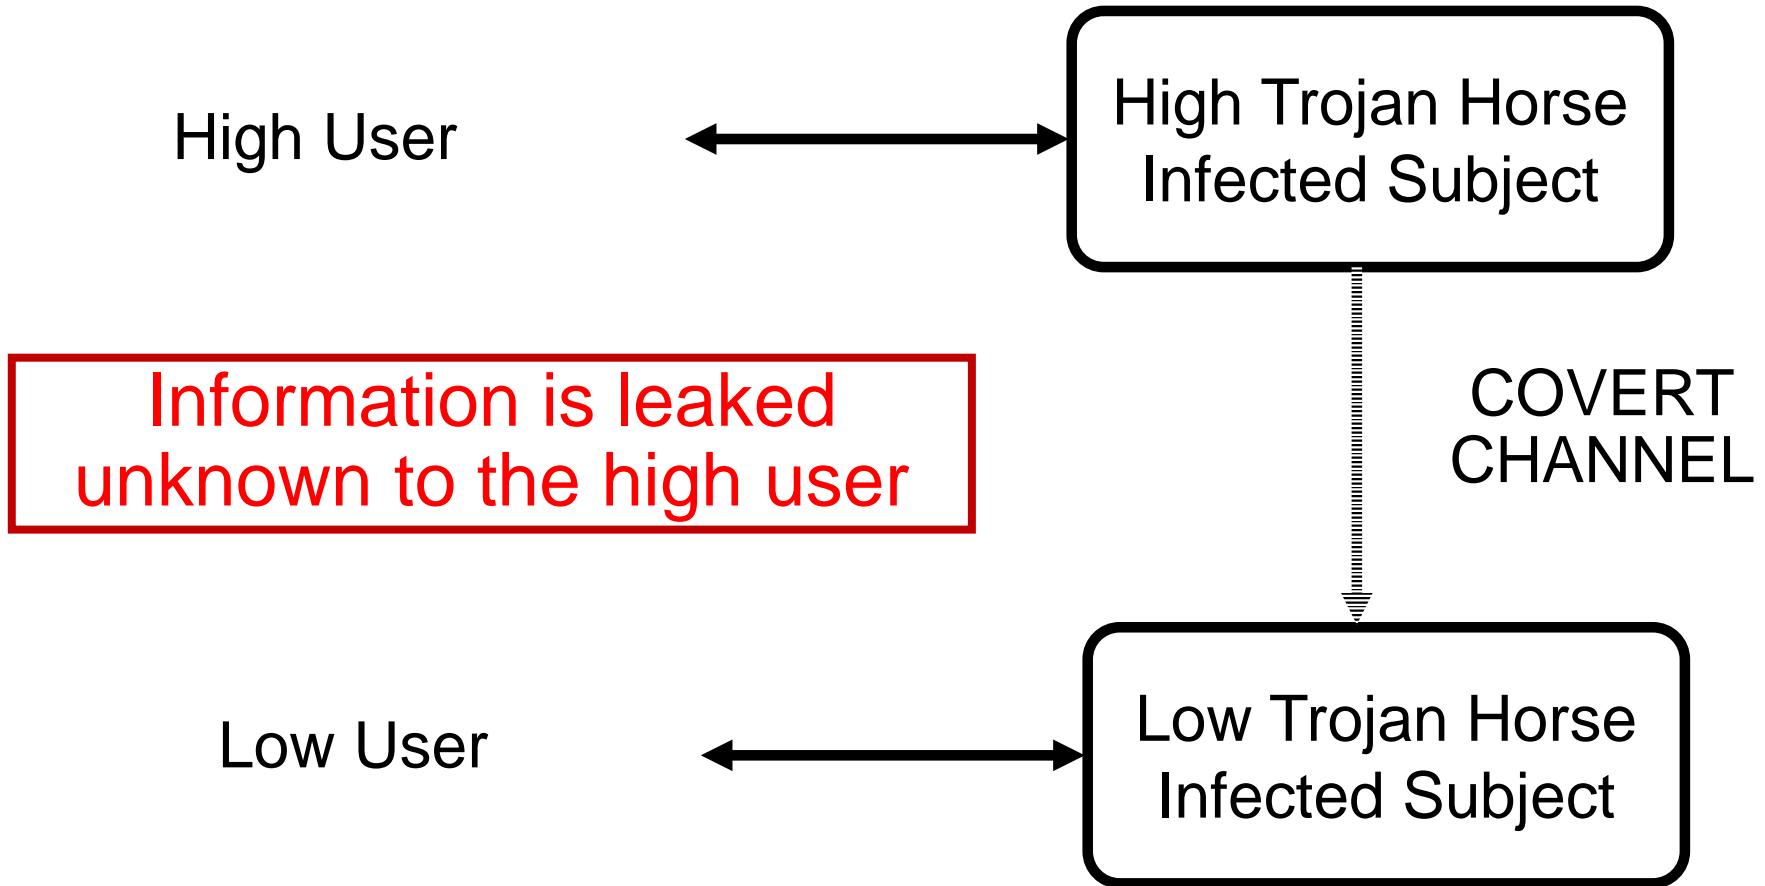 High User
High Trojan Horse
Infected Subject
Information is leaked
unknown to the high user
COVERT
CHANNEL
Low User
Low Trojan Horse
Infected Subject